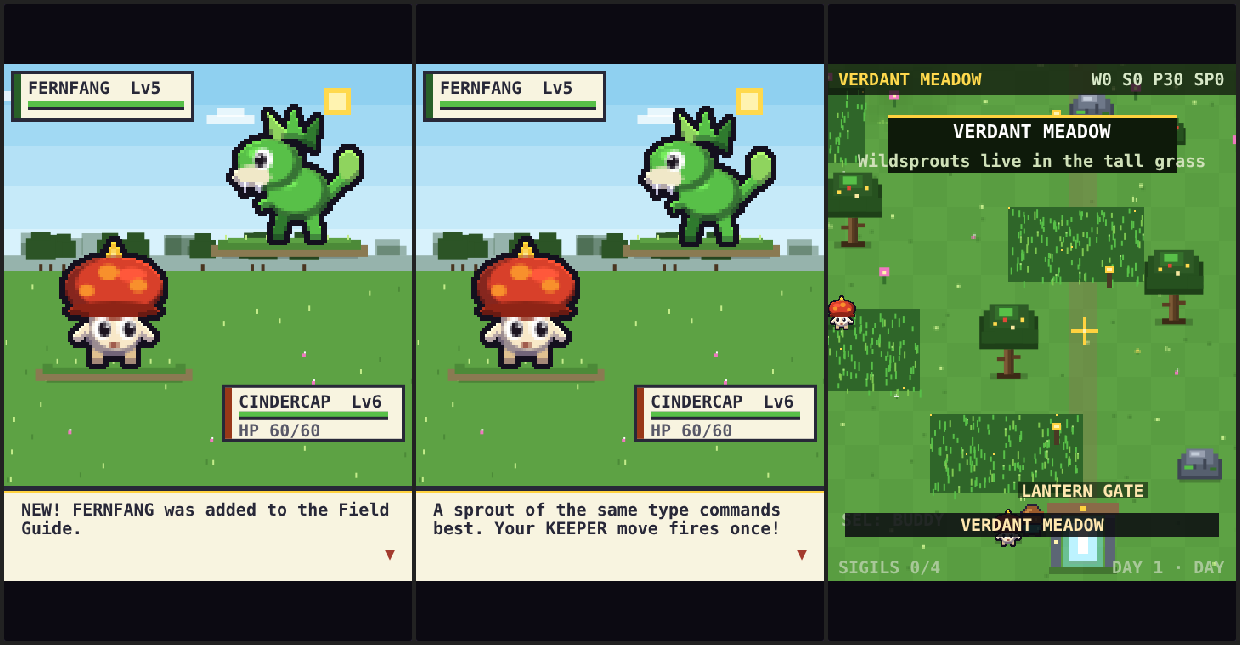 FERNFANG Lv5
CINDERCAP Lv6
HP 60/60
NEW! FERNFANG was added to the Field
Guide.
FERNFANG Lv5
CINDERCAP Lv6
HP 60/60
A sprout of the same type commands
best. Your KEEPER move fires once!
VERDANT MEADOW W0 S0 P30 SP0
VERDANT MEADOW
Wildsprouts live in the tall grass
LANTERN GATE
SEL: BUDDY
VERDANT MEADOW
SIGILS 0/4 DAY 1 · DAY